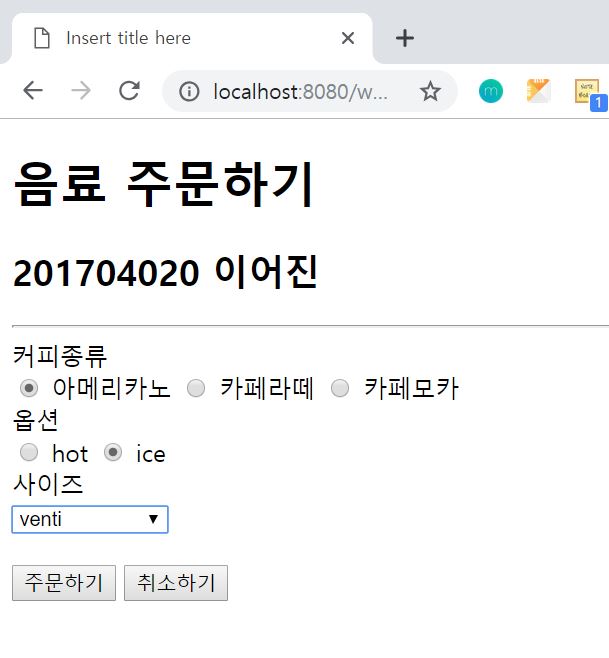 Insert title here
localhost:8080/w...
1
음료 주문하기
201704020 이어진
커피종류
아메리카노 카페라떼 카페모카
옵션
hot ice
사이즈
venti
주문하기 취소하기